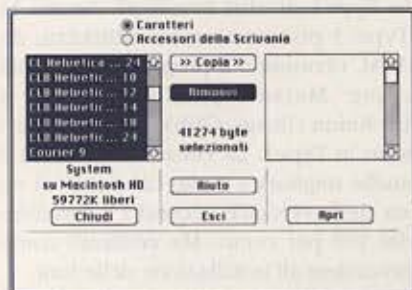 Caratteri
Accessori della Scrivania
CL Helvetica ... 24
CLB Helvetic ... 10
CLB Helvetic ... 12
CLB Helvetic ... 14
CLB Helvetic ... 18
CLB Helvetic ... 24
Courier 9
>> Copia >>
Rimuovi
41274 byte
selezionati
System
su Macintosh HD
59772K liberi
Aiuto
Chiudi
Esci
Apri